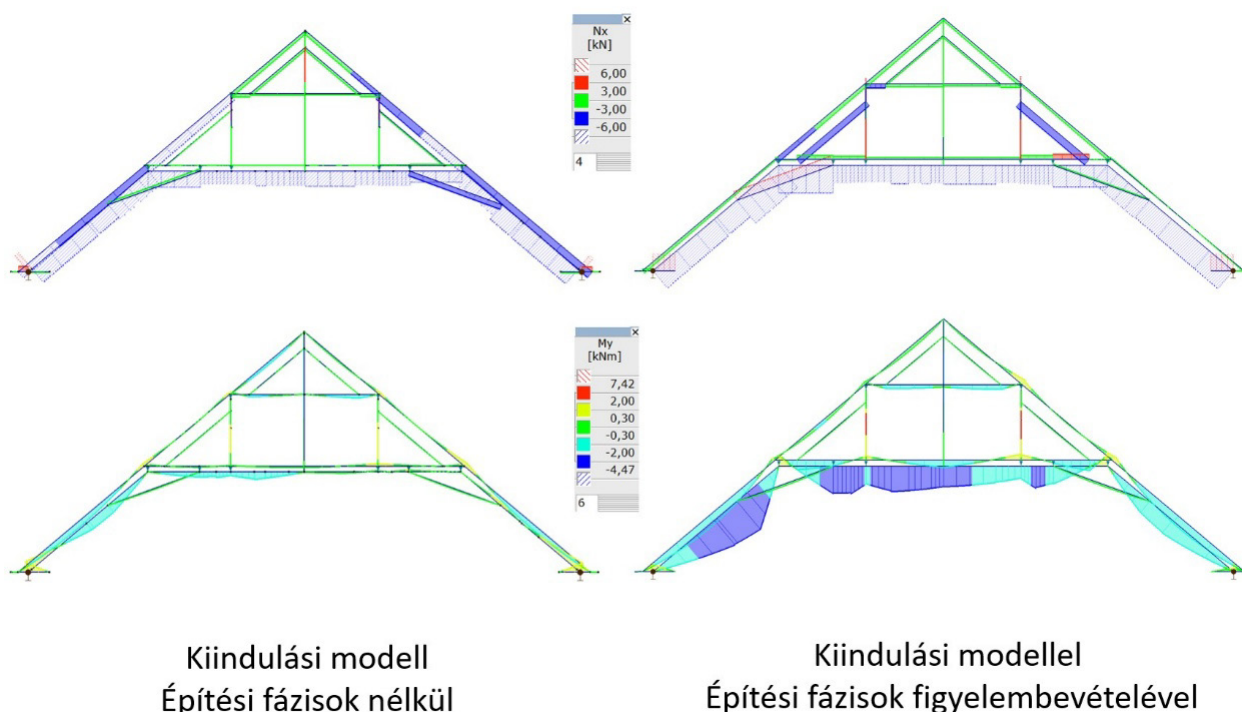 Nx
[kN]
6,00
3,00
-3,00
-6,00
4
My
[kNm]
7,42
2,00
0,30
-0,30
-2,00
-4,47
6
Kiindulási modell
Építési fázisok nélkül
Kiindulási modellel
Építési fázisok figyelembevételével